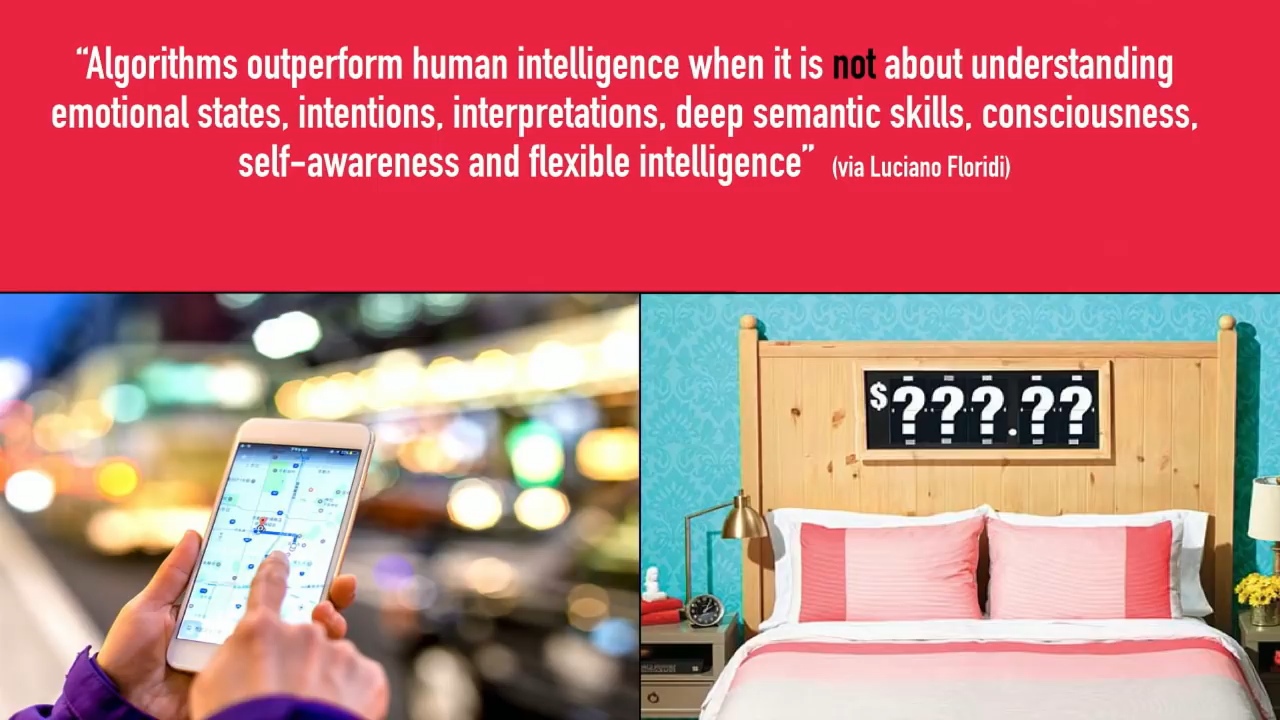 “Algorithms outperform human intelligence when it is not about understanding
emotional states, intentions, interpretations, deep semantic skills, consciousness,
self-awareness and flexible intelligence” (via Luciano Floridi)
$???.??